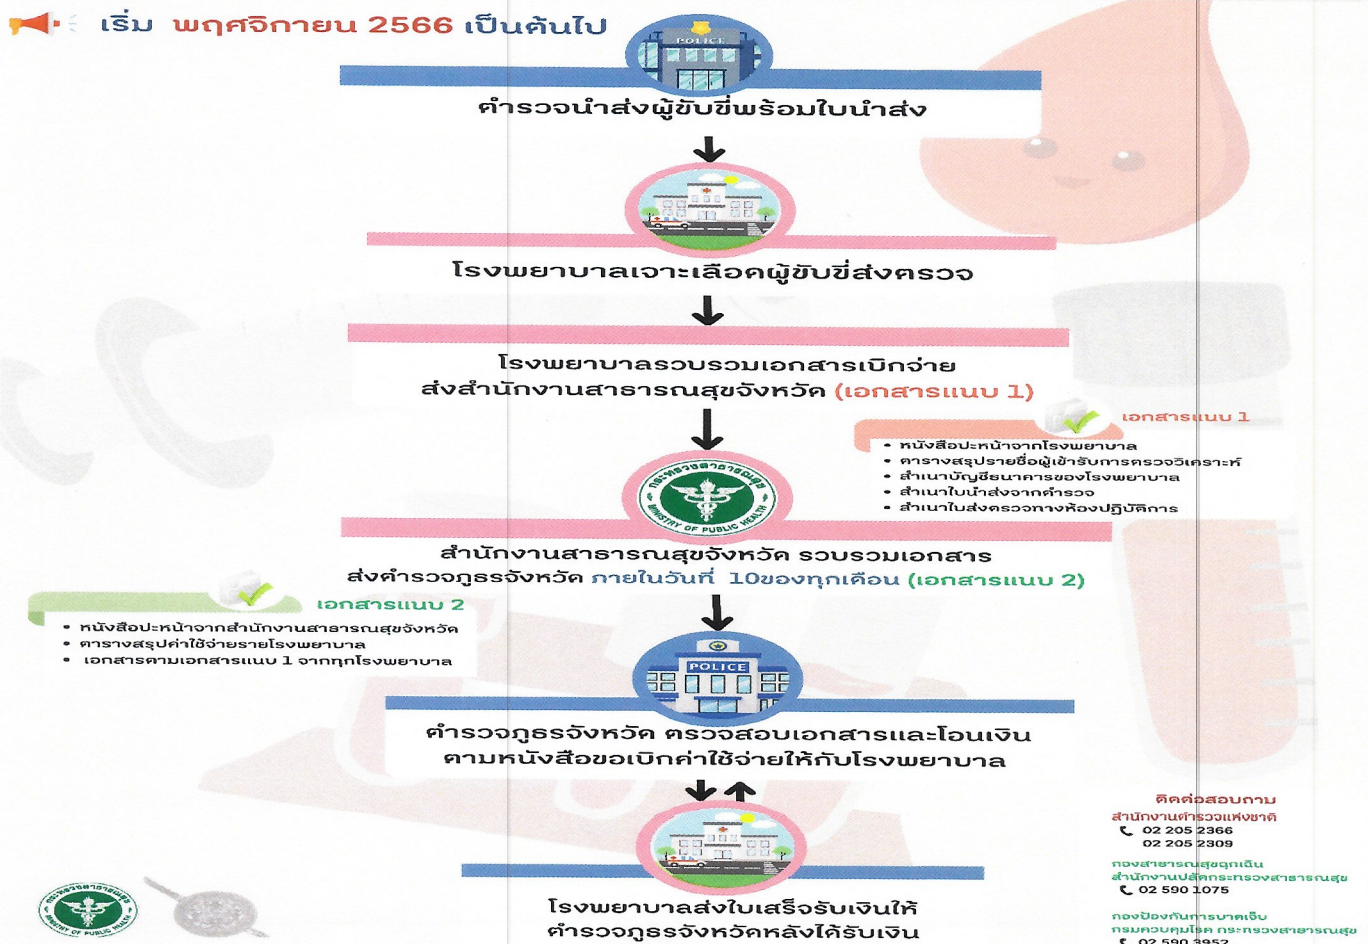 เริ่ม พฤศจิกายน 2566 เป็นต้นไป
POLICE
ตำรวจนำส่งผู้ขับขี่พร้อมใบนำส่ง
โรงพยาบาลเจาะเลือดผู้ขับขี่ส่งตรวจ
โรงพยาบาลรวบรวมเอกสารเบิกจ่าย
ส่งสำนักงานสาธารณสุขจังหวัด (เอกสารแนบ 1)
เอกสารแนบ 1
• หนังสือปะหน้าจากโรงพยาบาล
• ตารางสรุปรายชื่อผู้เข้ารับการตรวจวิเคราะห์
• สำเนาบัญชีธนาคารของโรงพยาบาล
• สำเนาใบนำส่งจากตำรวจ
• สำเนาใบส่งตรวจทางห้องปฏิบัติการ
กระทรวงสาธารณสุข
MINISTRY OF PUBLIC HEALTH
สำนักงานสาธารณสุขจังหวัด รวบรวมเอกสาร
ส่งตำรวจภูธรจังหวัด ภายในวันที่ 10ของทุกเดือน (เอกสารแนบ 2)
เอกสารแนบ 2
• หนังสือปะหน้าจากสำนักงานสาธารณสุขจังหวัด
• ตารางสรุปค่าใช้จ่ายรายโรงพยาบาล
• เอกสารตามเอกสารแนบ 1 จากทุกโรงพยาบาล
POLICE
ตำรวจภูธรจังหวัด ตรวจสอบเอกสารและโอนเงิน
ตามหนังสือขอเบิกค่าใช้จ่ายให้กับโรงพยาบาล
โรงพยาบาลส่งใบเสร็จรับเงินให้
ตำรวจภูธรจังหวัดหลังได้รับเงิน
ติดต่อสอบถาม
สำนักงานตำรวจแห่งชาติ
02 205 2366
02 205 2309
กองสาธารณสุขฉุกเฉิน
สำนักงานปลัดกระทรวงสาธารณสุข
02 590 1075
กองป้องกันการบาดเจ็บ
กรมควบคุมโรค กระทรวงสาธารณสุข
02 590 3952
กระทรวงสาธารณสุข
MINISTRY OF PUBLIC HEALTH